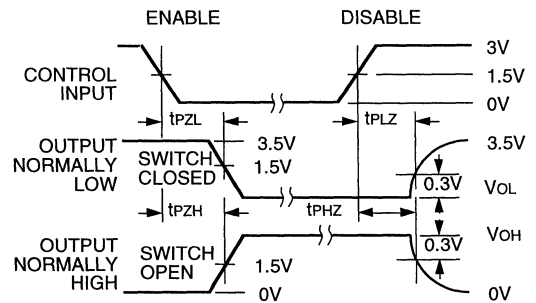 ENABLE DISABLE
3V
CONTROL INPUT 1.5V
0V
tPZL tPLZ
OUTPUT NORMALLY LOW
3.5V 3.5V
SWITCH CLOSED
1.5V
0.3V
VOL
tPZH tPHZ
VOH
OUTPUT NORMALLY HIGH
SWITCH OPEN
0.3V
1.5V
0V 0V